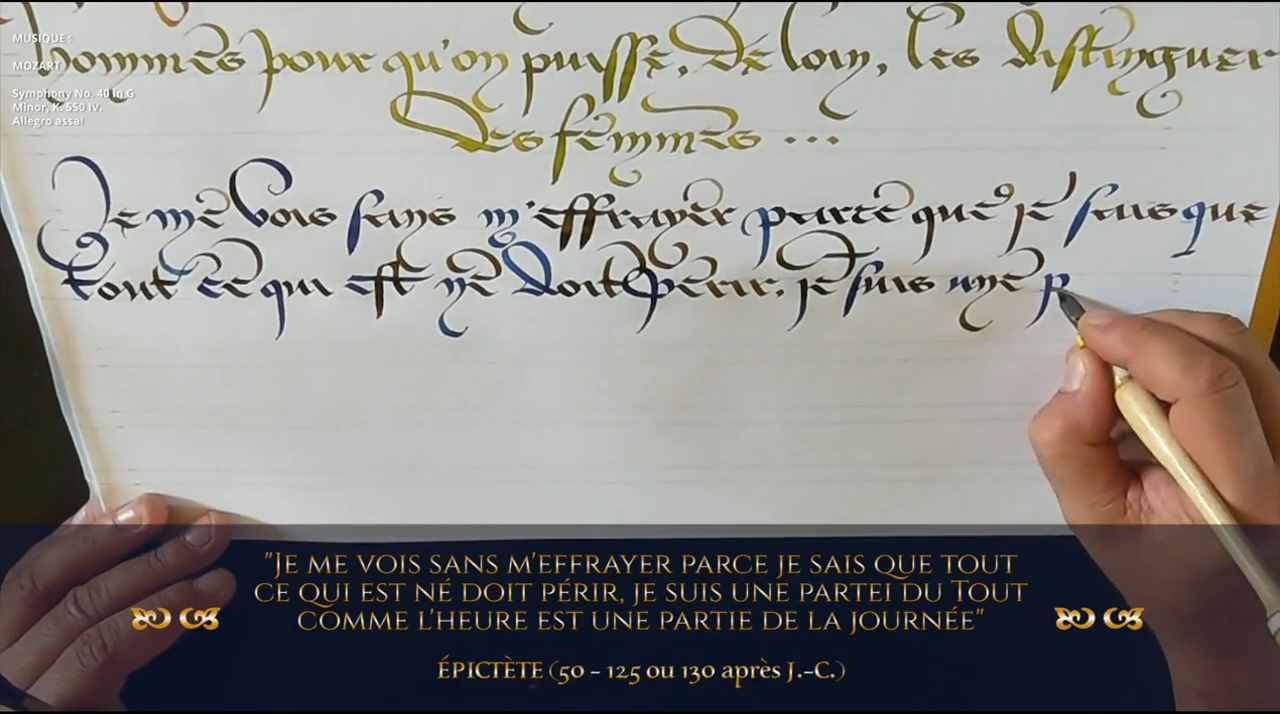 MUSIQUE :
MOZART
Symphony No. 40 in G
Minor, K. 550 IV.
Allegro assai
hommes pour qu'on puisse, de loin, les distinguer
des femmes ...
Je me vois sans m'effrayer parce que je sais que
tout ce qui est né doit périr, je suis une p
"JE ME VOIS SANS M'EFFRAYER PARCE JE SAIS QUE TOUT
CE QUI EST NÉ DOIT PÉRIR, JE SUIS UNE PARTEI DU TOUT
COMME L'HEURE EST UNE PARTIE DE LA JOURNÉE"
ÉPICTÈTE (50 - 125 ou 130 après J.-C.)